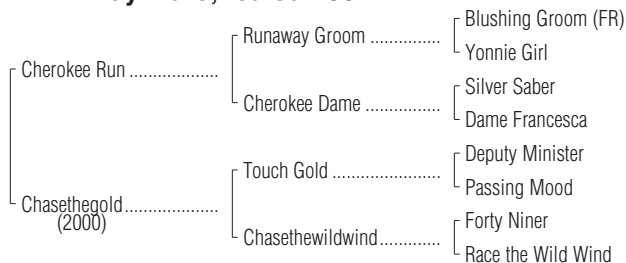 Blushing Groom (FR)
Runaway Groom ................
Yonnie Girl
Cherokee Run ....................
Silver Saber
Cherokee Dame .................
Dame Francesca
Deputy Minister
Touch Gold ........................
Passing Mood
Chasethegold.....................
(2000)
Forty Niner
Chasethewildwind..............
Race the Wild Wind